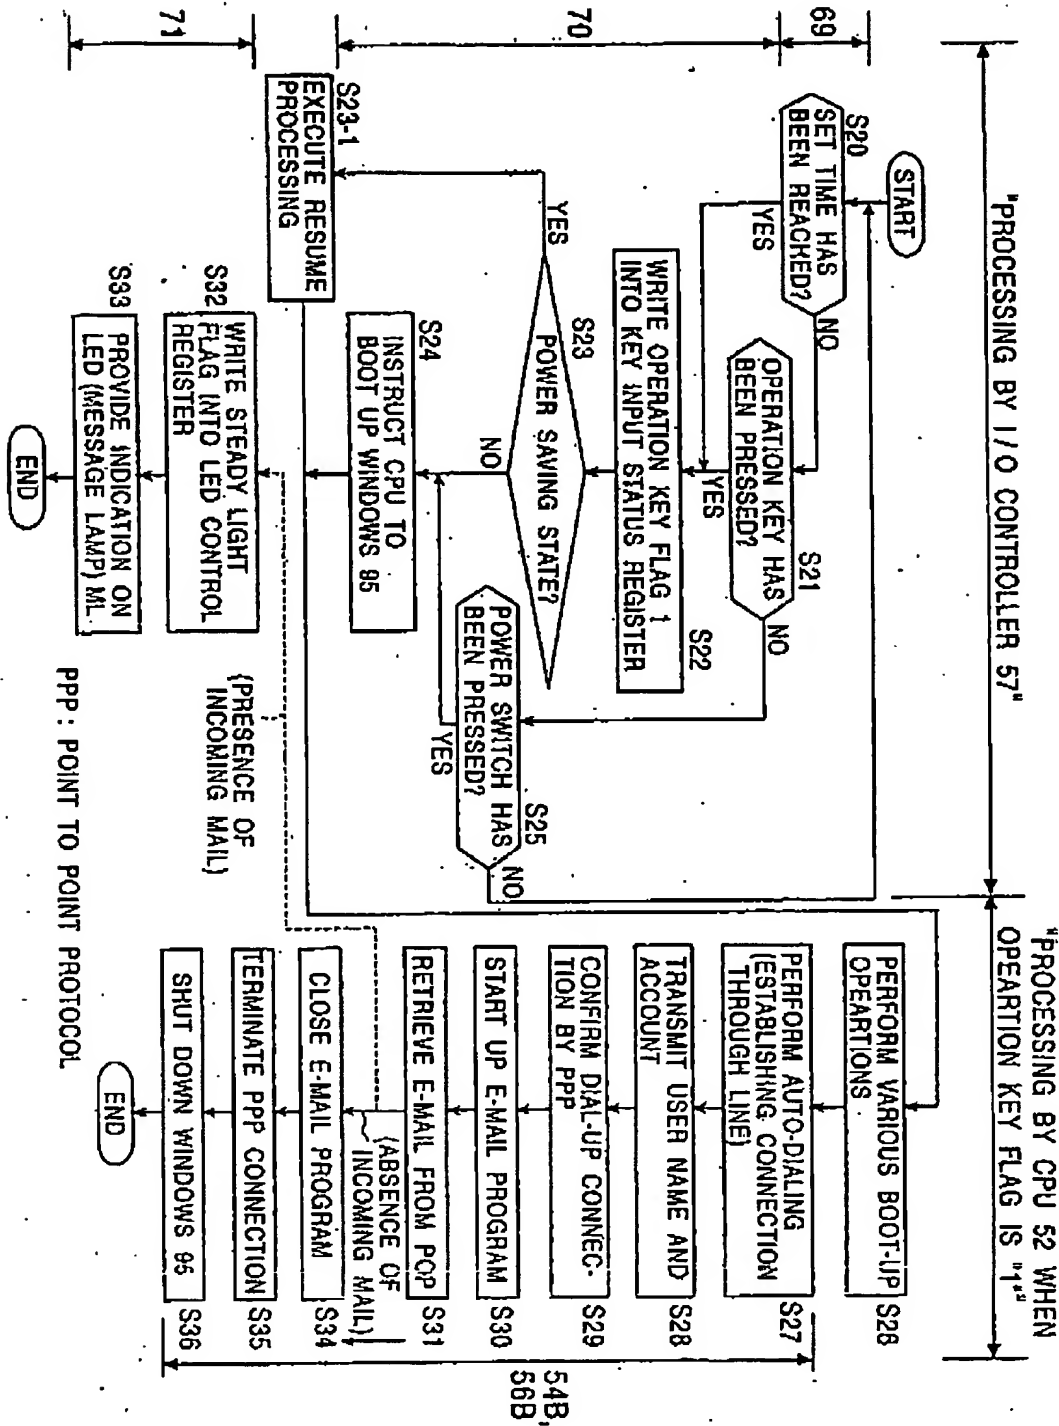 "PROCESSING BY I/O CONTROLLER 57"
"PROCESSING BY CPU 52 WHEN
OPEARTION KEY FLAG IS "1""
69
70
71
START
S20
SET TIME HAS
BEEN REACKED?
NO
YES
S21
OPERATION KEY HAS
BEEN PRESSED?
NO
YES
S22
WRITE OPERATION KEY FLAG 1
INTO KEY INPUT STATUS REGISTER
S23
POWER SAVING STATE?
YES
NO
S25
POWER SWITCH HAS
BEEN PRESSED?
NO
YES
S24
INSTRUCT CPU TO
BOOT UP WINDOWS 95
S23-1
EXECUTE RESUME
PROCESSING
(PRESENCE OF
INCOMING MAIL)
S32
WRITE STEADY LIGHT
FLAG INTO LED CONTROL
REGISTER
S33
PROVIDE INDICATION ON
LED (MESSAGE LAMP) ML
END
PERFORM VARIOUS BOOT-UP
OPEARTIONS
S26
PERFORM AUTO-DIALING
(ESTABLISHING CONNECTION
THROUGH LINE)
S27
TRANSMIT USER NAME AND
ACCOUNT
S28
CONFIRM DIAL-UP CONNEC-
TION BY PPP
S29
START UP E-MAIL PROGRAM
S30
RETRIEVE E-MAIL FROM POP
S31
(ABSENCE OF
INCOMING MAIL)
CLOSE E-MAIL PROGRAM
S34
TERMINATE PPP CONNECTION
S35
SHUT DOWN WINDOWS 95
S36
END
54B,
56B
PPP: POINT TO POINT PROTOCOL